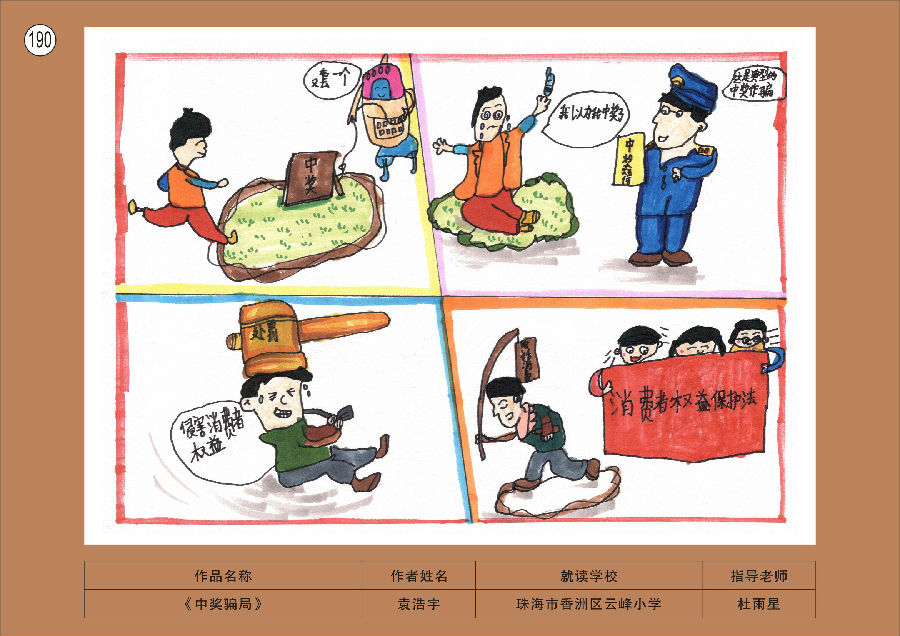 190
又套一个
中奖
我以为我中奖了
这是典型的
中奖诈骗
中奖
处罚
侵害消费者
权益
消费者权益保护法
作品名称
作者姓名
就读学校
指导老师
《中奖骗局》
袁浩宇
珠海市香洲区云峰小学
杜雨星